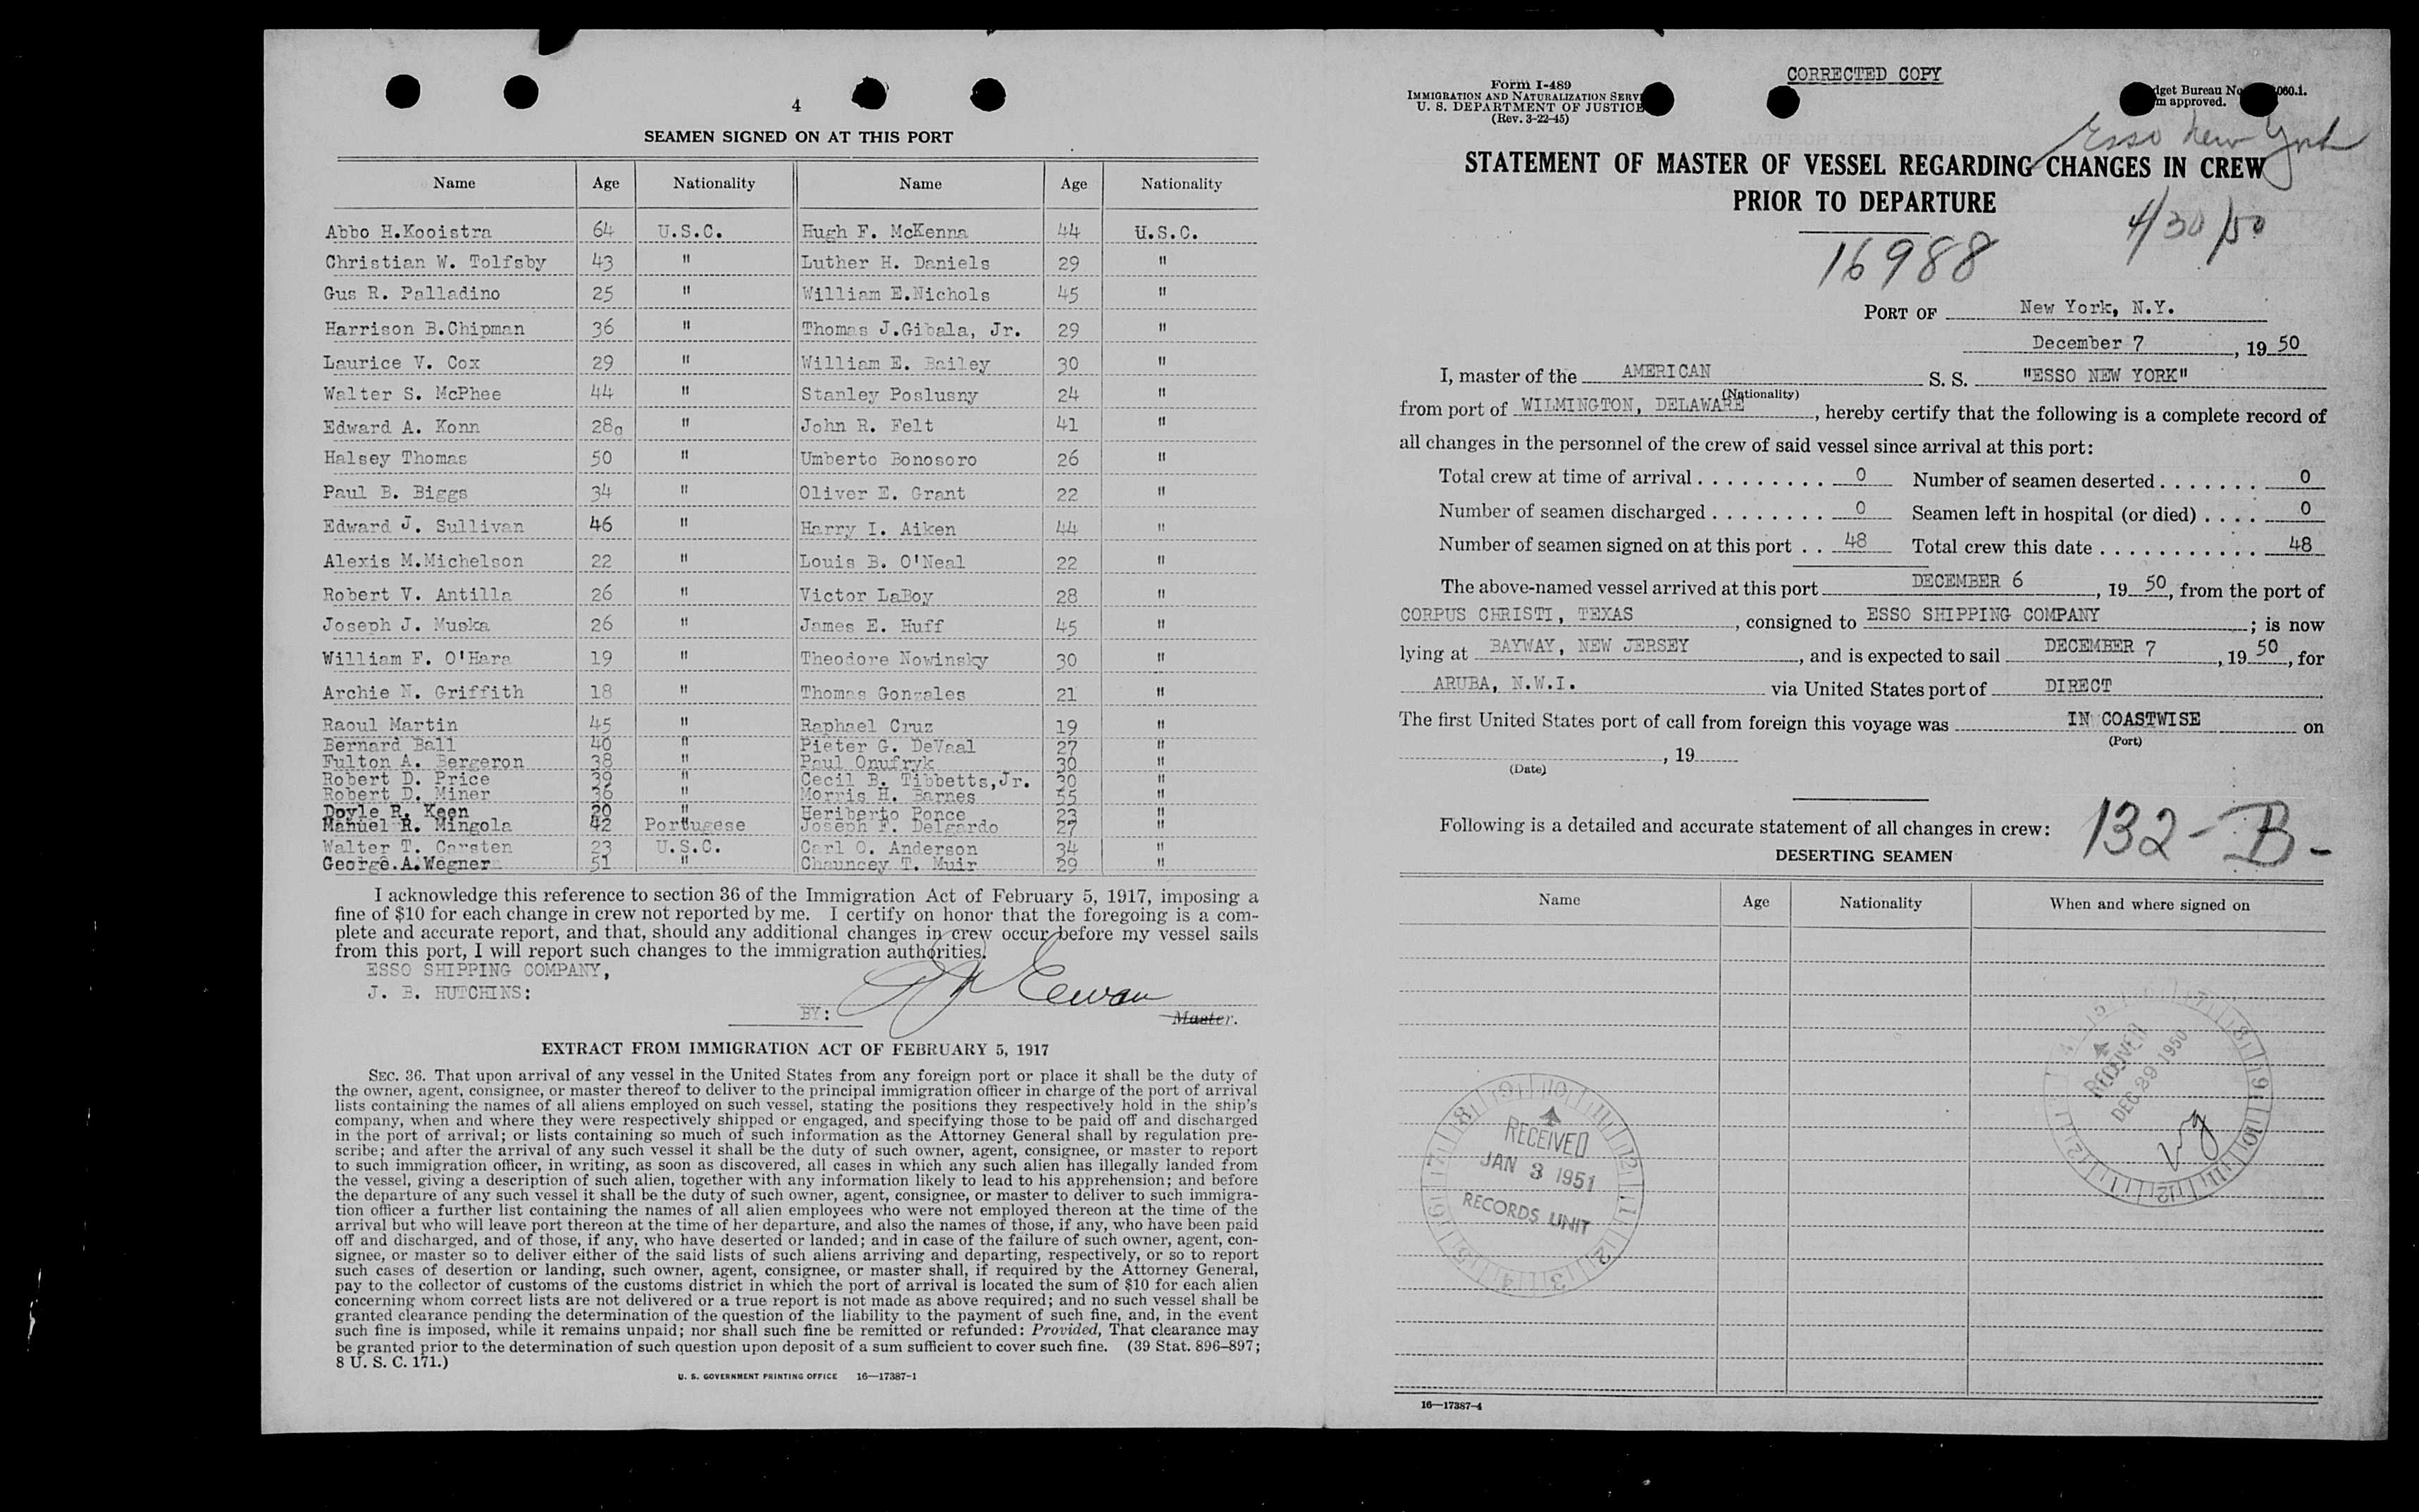 4
SEAMEN SIGNED ON AT THIS PORT
Name Age Nationality Name Age Nationality
Abbo H.Kooistra 64 U.S.C. Hugh F. McKenna 44 U.S.C.
Christian W. Tolfsby 43 " Luther H. Daniels 29 "
Gus R. Palladino 25 " William E.Nichols 45 "
Harrison B.Chipman 36 " Thomas J.Gibala, Jr. 29 "
Laurice V. Cox 29 " William E. Bailey 30 "
Walter S. McPhee 44 " Stanley Poslusny 24 "
Edward A. Konn 28 " John R. Felt 41 "
Halsey Thomas 50 " Umberto Bonosoro 26 "
Paul B. Biggs 34 " Oliver E. Grant 22 "
Edward J. Sullivan 46 " Harry I. Aiken 44 "
Alexis M.Michelson 22 " Louis B. O'Neal 22 "
Robert V. Antilla 26 " Victor LaBoy 28 "
Joseph J. Muska 26 " James E. Huff 45 "
William F. O'Hara 19 " Theodore Nowinsky 30 "
Archie N. Griffith 18 " Thomas Gonzales 21 "
Raoul Martin 45 " Raphael Cruz 19 "
Bernard Ball 40 " Pieter G. DeVaal 27 "
Fulton A. Bergeron 38 " Paul Onufryk 30 "
Robert D. Price 39 " Cecil B. Tibbetts,Jr. 30 "
Robert D. Miner 36 " Morris H. Barnes 55 "
Doyle R. Keen 20 " Heriberto Ponce 23 "
Manuel R. Mingola 42 Portugese Joseph F. Delgardo 27 "
Walter T. Carsten 23 U.S.C. Carl O. Anderson 34 "
George.A.Wegner 51 " Chauncey T. Muir 29 "
I acknowledge this reference to section 36 of the Immigration Act of February 5, 1917, imposing a
fine of $10 for each change in crew not reported by me. I certify on honor that the foregoing is a com-
plete and accurate report, and that, should any additional changes in crew occur before my vessel sails
from this port, I will report such changes to the immigration authorities.
ESSO SHIPPING COMPANY,
J. B. HUTCHINS:
BY:
Master.
EXTRACT FROM IMMIGRATION ACT OF FEBRUARY 5, 1917
SEC. 36. That upon arrival of any vessel in the United States from any foreign port or place it shall be the duty of
the owner, agent, consignee, or master thereof to deliver to the principal immigration officer in charge of the port of arrival
lists containing the names of all aliens employed on such vessel, stating the positions they respectively hold in the ship's
company, when and where they were respectively shipped or engaged, and specifying those to be paid off and discharged
in the port of arrival; or lists containing so much of such information as the Attorney General shall by regulation pre-
scribe; and after the arrival of any such vessel it shall be the duty of such owner, agent, consignee, or master to report
to such immigration officer, in writing, as soon as discovered, all cases in which any such alien has illegally landed from
the vessel, giving a description of such alien, together with any information likely to lead to his apprehension; and before
the departure of any such vessel it shall be the duty of such owner, agent, consignee, or master to deliver to such immigra-
tion officer a further list containing the names of all alien employees who were not employed thereon at the time of the
arrival but who will leave port thereon at the time of her departure, and also the names of those, if any, who have been paid
off and discharged, and of those, if any, who have deserted or landed; and in case of the failure of such owner, agent, con-
signee, or master so to deliver either of the said lists of such aliens arriving and departing, respectively, or so to report
such cases of desertion or landing, such owner, agent, consignee, or master shall, if required by the Attorney General,
pay to the collector of customs of the customs district in which the port of arrival is located the sum of $10 for each alien
concerning whom correct lists are not delivered or a true report is not made as above required; and no such vessel shall be
granted clearance pending the determination of the question of the liability to the payment of such fine, and, in the event
such fine is imposed, while it remains unpaid; nor shall such fine be remitted or refunded: Provided, That clearance may
be granted prior to the determination of such question upon deposit of a sum sufficient to cover such fine. (39 Stat. 896–897;
8 U. S. C. 171.)
U. S. GOVERNMENT PRINTING OFFICE 16—17387-1
CORRECTED COPY
Form I-489
IMMIGRATION AND NATURALIZATION SERV
U. S. DEPARTMENT OF JUSTICE
(Rev. 3-22-45)
dget Bureau No 060.1.
m approved.
Esso New York
STATEMENT OF MASTER OF VESSEL REGARDING CHANGES IN CREW
PRIOR TO DEPARTURE
4/30/50
16988
PORT OF New York, N.Y.
December 7, 19 50
I, master of the AMERICAN S. S. "ESSO NEW YORK"
(Nationality)
from port of WILMINGTON, DELAWARE, hereby certify that the following is a complete record of
all changes in the personnel of the crew of said vessel since arrival at this port:
Total crew at time of arrival 0 Number of seamen deserted 0
Number of seamen discharged 0 Seamen left in hospital (or died) 0
Number of seamen signed on at this port 48 Total crew this date 48
The above-named vessel arrived at this port DECEMBER 6, 19 50, from the port of
CORPUS CHRISTI, TEXAS, consigned to ESSO SHIPPING COMPANY; is now
lying at BAYWAY, NEW JERSEY, and is expected to sail DECEMBER 7, 19 50, for
ARUBA, N.W.I. via United States port of DIRECT
The first United States port of call from foreign this voyage was IN COASTWISE on
(Port)
, 19
(Date)
132-B-
Following is a detailed and accurate statement of all changes in crew:
DESERTING SEAMEN
Name Age Nationality When and where signed on
RECEIVED
DEC 29 1950
RECEIVED
JAN 3 1951
RECORDS UNIT
16—17387-4